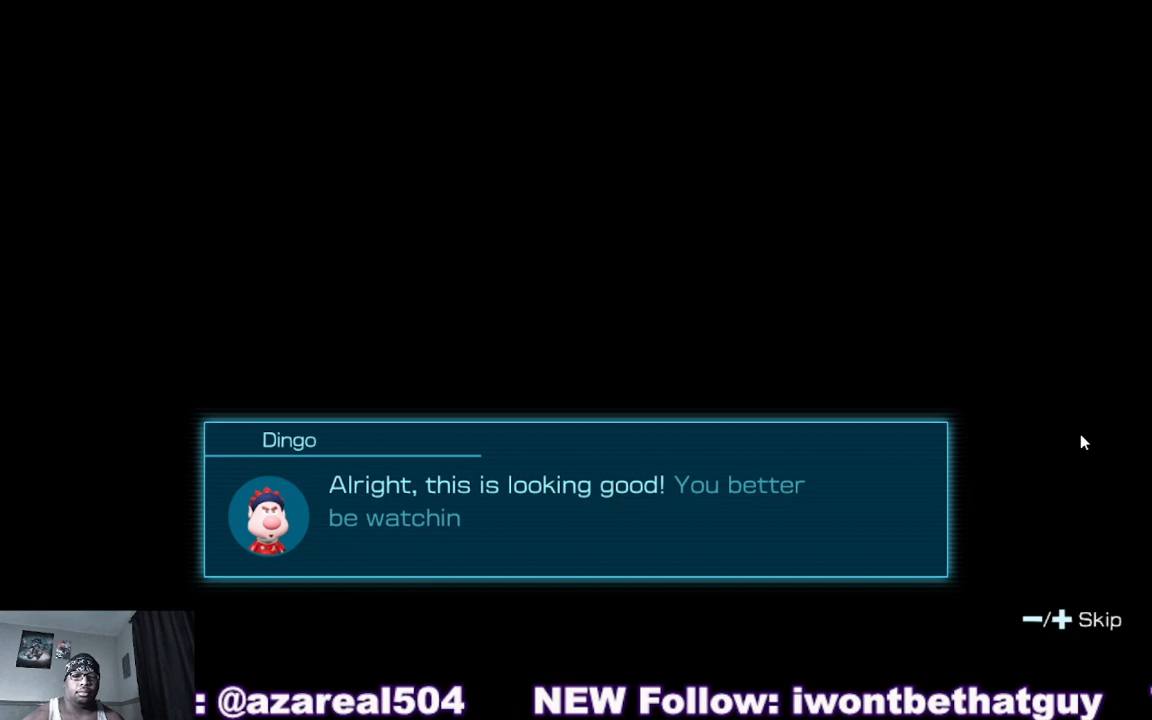 Dingo
Alright, this is looking good! You better
be watchin
−/+ Skip
: @azareal504 NEW Follow: iwontbethatguy